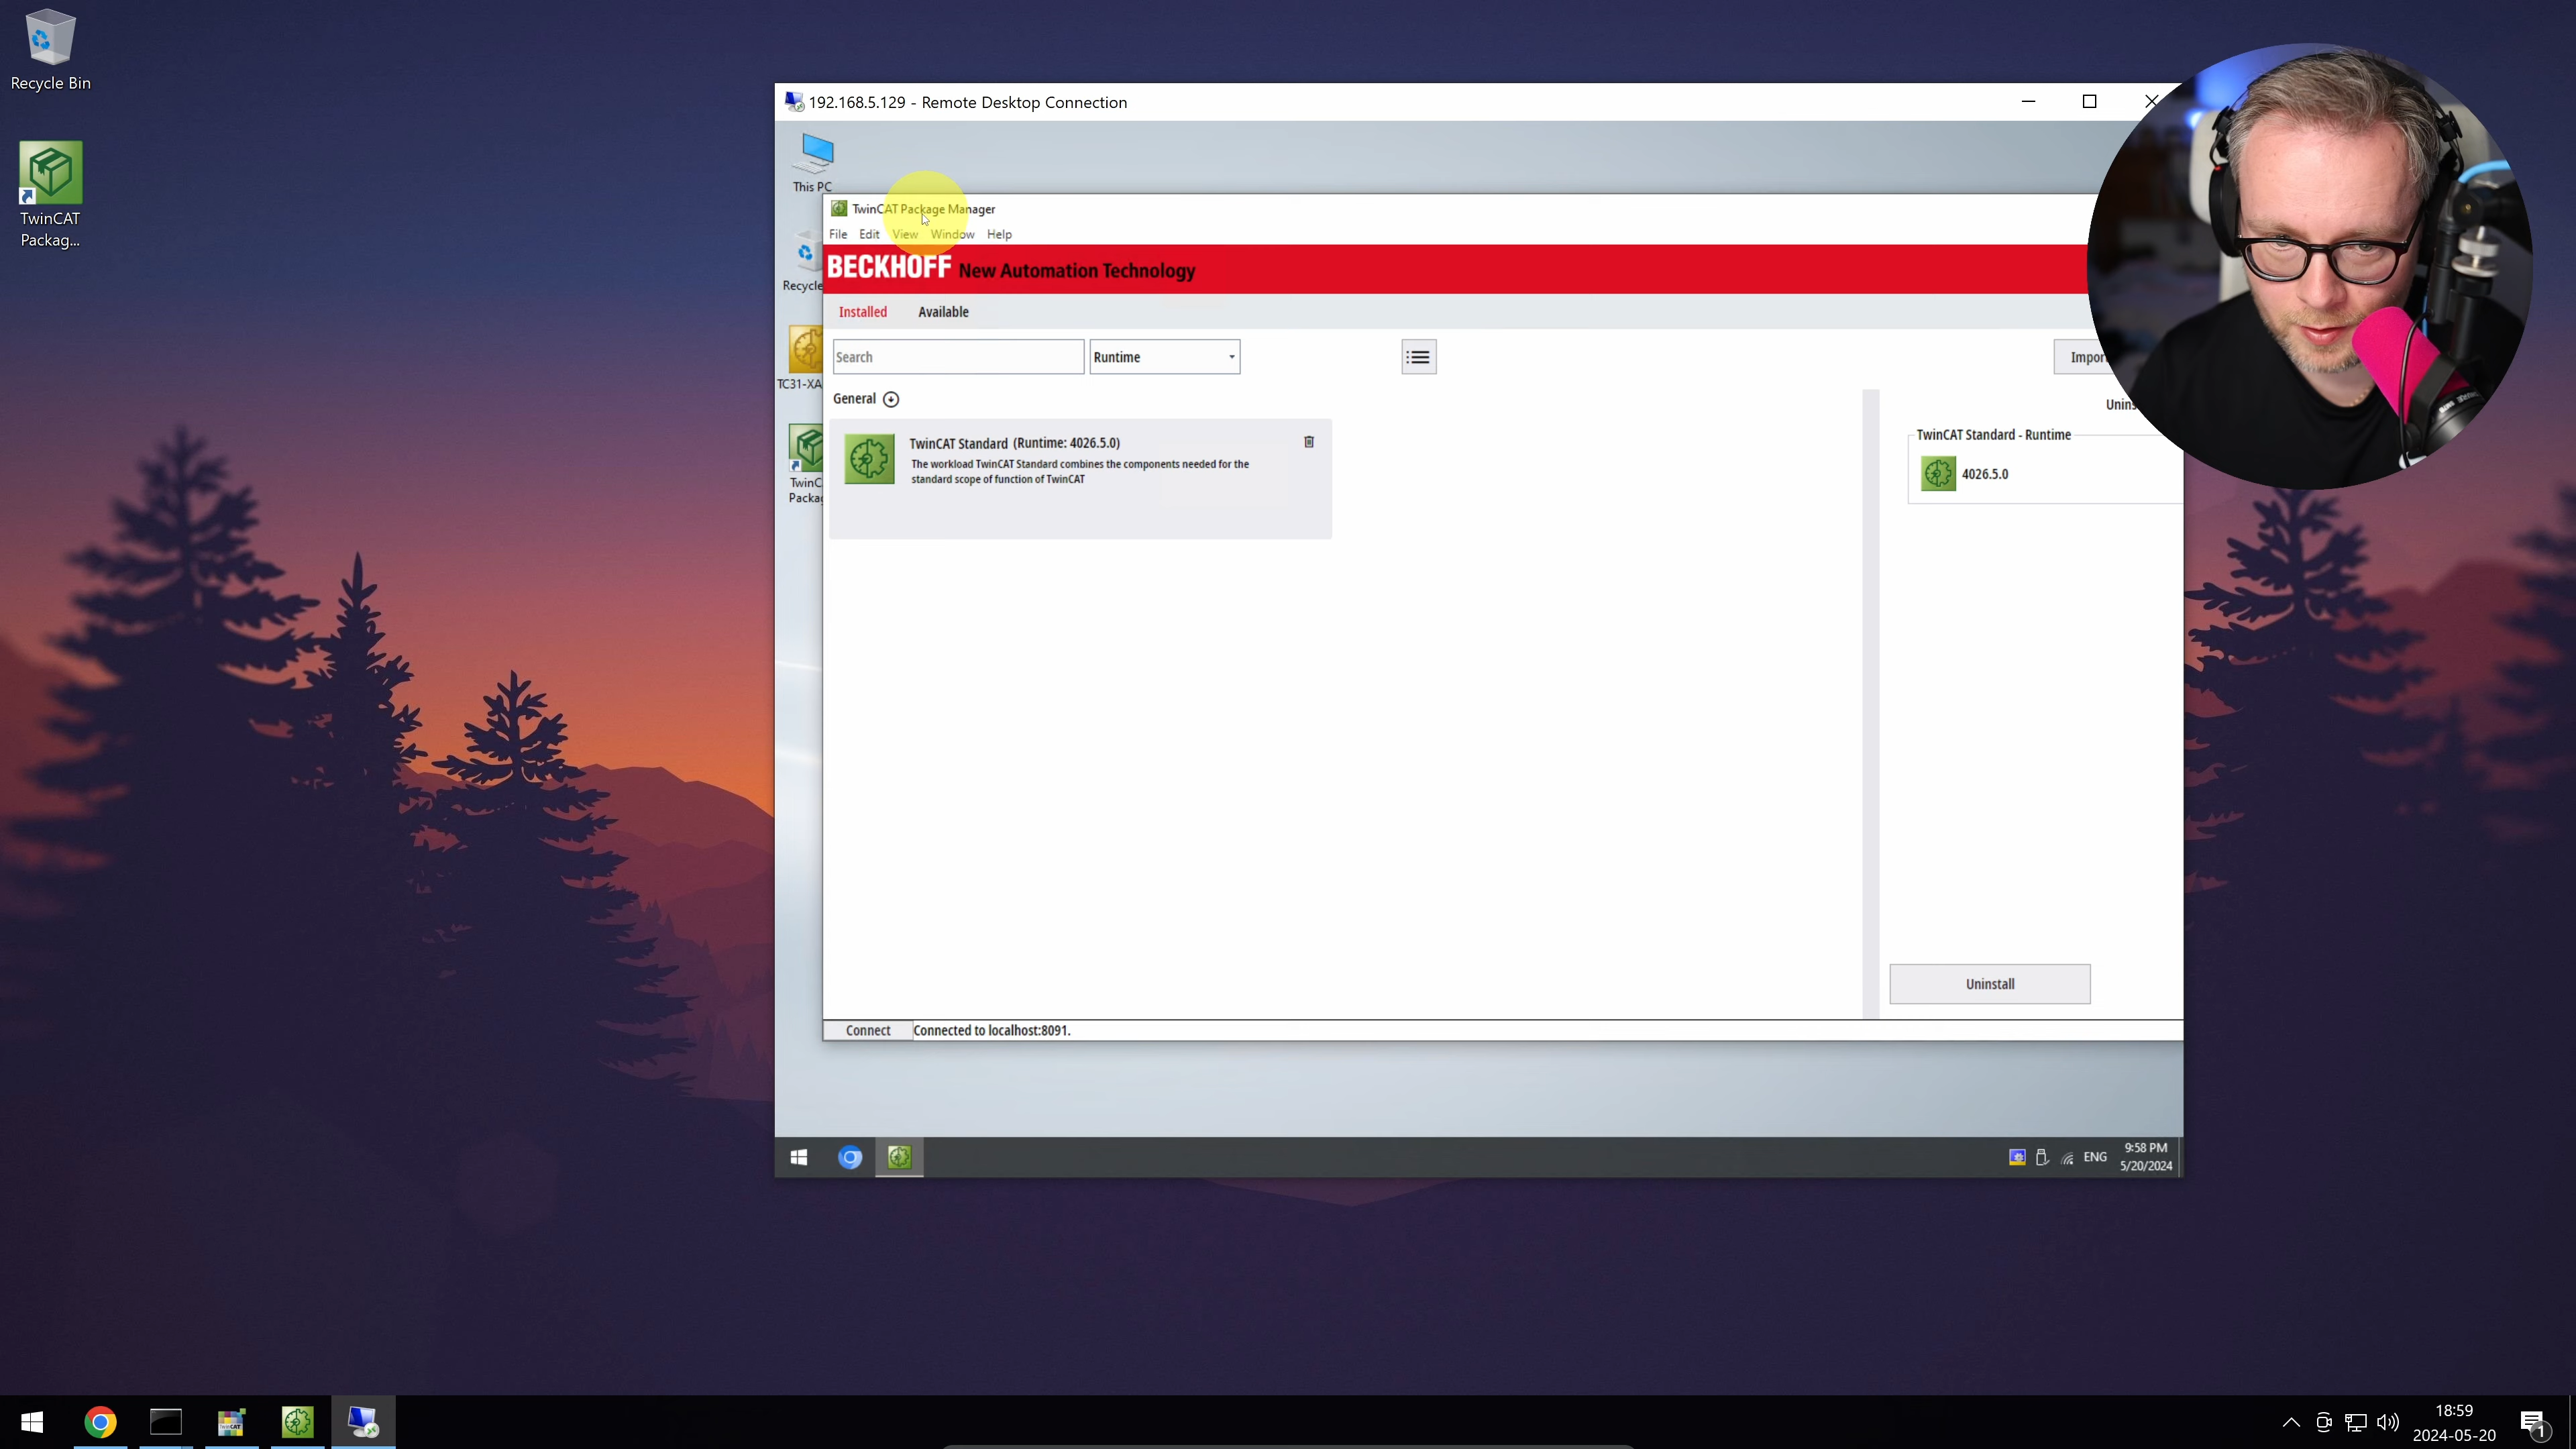 Recycle Bin
TwinCAT
Packag...
192.168.5.129 - Remote Desktop Connection
This PC
Recycle
TC31-XA
TwinC
Packag
TwinCAT Package Manager
File Edit View Window Help
BECKHOFF New Automation Technology
Installed Available
Search Runtime Impor
General
TwinCAT Standard (Runtime: 4026.5.0)
The workload TwinCAT Standard combines the components needed for the
standard scope of function of TwinCAT
Unins
TwinCAT Standard - Runtime
4026.5.0
Uninstall
Connect Connected to localhost:8091.
ENG
9:58 PM
5/20/2024
18:59
2024-05-20
1